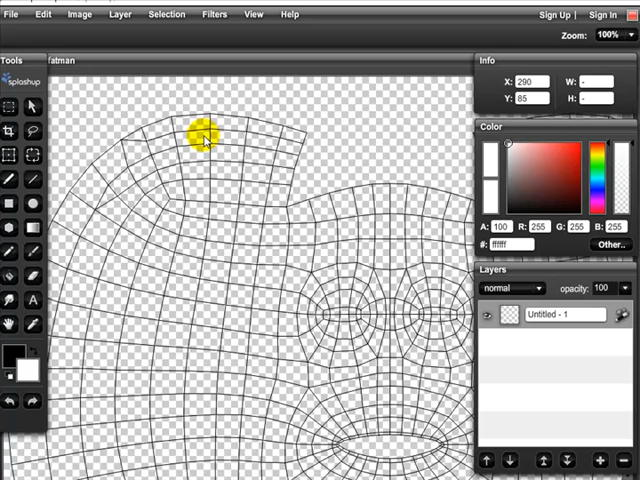 File Edit Image Layer Selection Filters View Help Sign Up | Sign In
Zoom: 100%
Tools
fatman
Info
splashup
X: 290 W: -
Y: 85 H: -
Color
A: 100 R: 255 G: 255 B: 255
#: ffffff Other..
Layers
normal opacity: 100
Untitled - 1
A